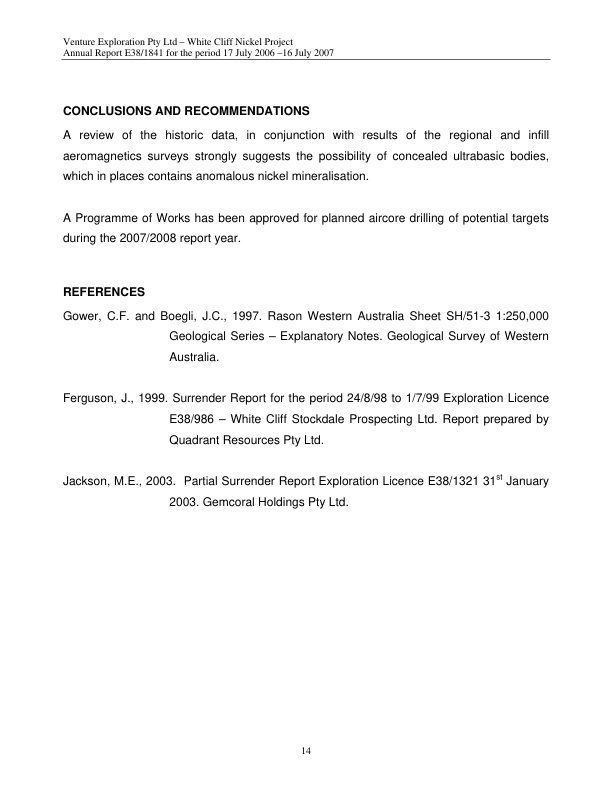 Venture Exploration Pty Ltd – White Cliff Nickel Project
Annual Report E38/1841 for the period 17 July 2006 –16 July 2007
CONCLUSIONS AND RECOMMENDATIONS
A review of the historic data, in conjunction with results of the regional and infill
aeromagnetics surveys strongly suggests the possibility of concealed ultrabasic bodies,
which in places contains anomalous nickel mineralisation.
A Programme of Works has been approved for planned aircore drilling of potential targets
during the 2007/2008 report year.
REFERENCES
Gower, C.F. and Boegli, J.C., 1997. Rason Western Australia Sheet SH/51-3 1:250,000
Geological Series – Explanatory Notes. Geological Survey of Western
Australia.
Ferguson, J., 1999. Surrender Report for the period 24/8/98 to 1/7/99 Exploration Licence
E38/986 – White Cliff Stockdale Prospecting Ltd. Report prepared by
Quadrant Resources Pty Ltd.
Jackson, M.E., 2003.  Partial Surrender Report Exploration Licence E38/1321 31st January
2003. Gemcoral Holdings Pty Ltd.
14